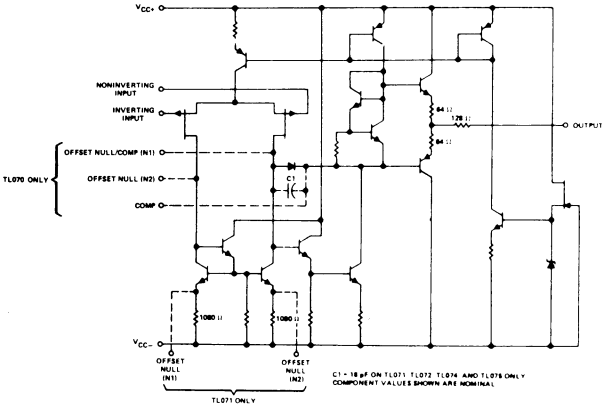 VCC+
NONINVERTING
INPUT
INVERTING
INPUT
64 Ω
128 Ω
OUTPUT
64 Ω
OFFSET NULL/COMP (N1)
TL070 ONLY
OFFSET NULL (N2)
C1
COMP
1080 Ω
1080 Ω
VCC−
OFFSET
NULL
(N1)
OFFSET
NULL
(N2)
TL071 ONLY
C1 = 18 pF ON TL071 TL072 TL074 AND TL075 ONLY
COMPONENT VALUES SHOWN ARE NOMINAL